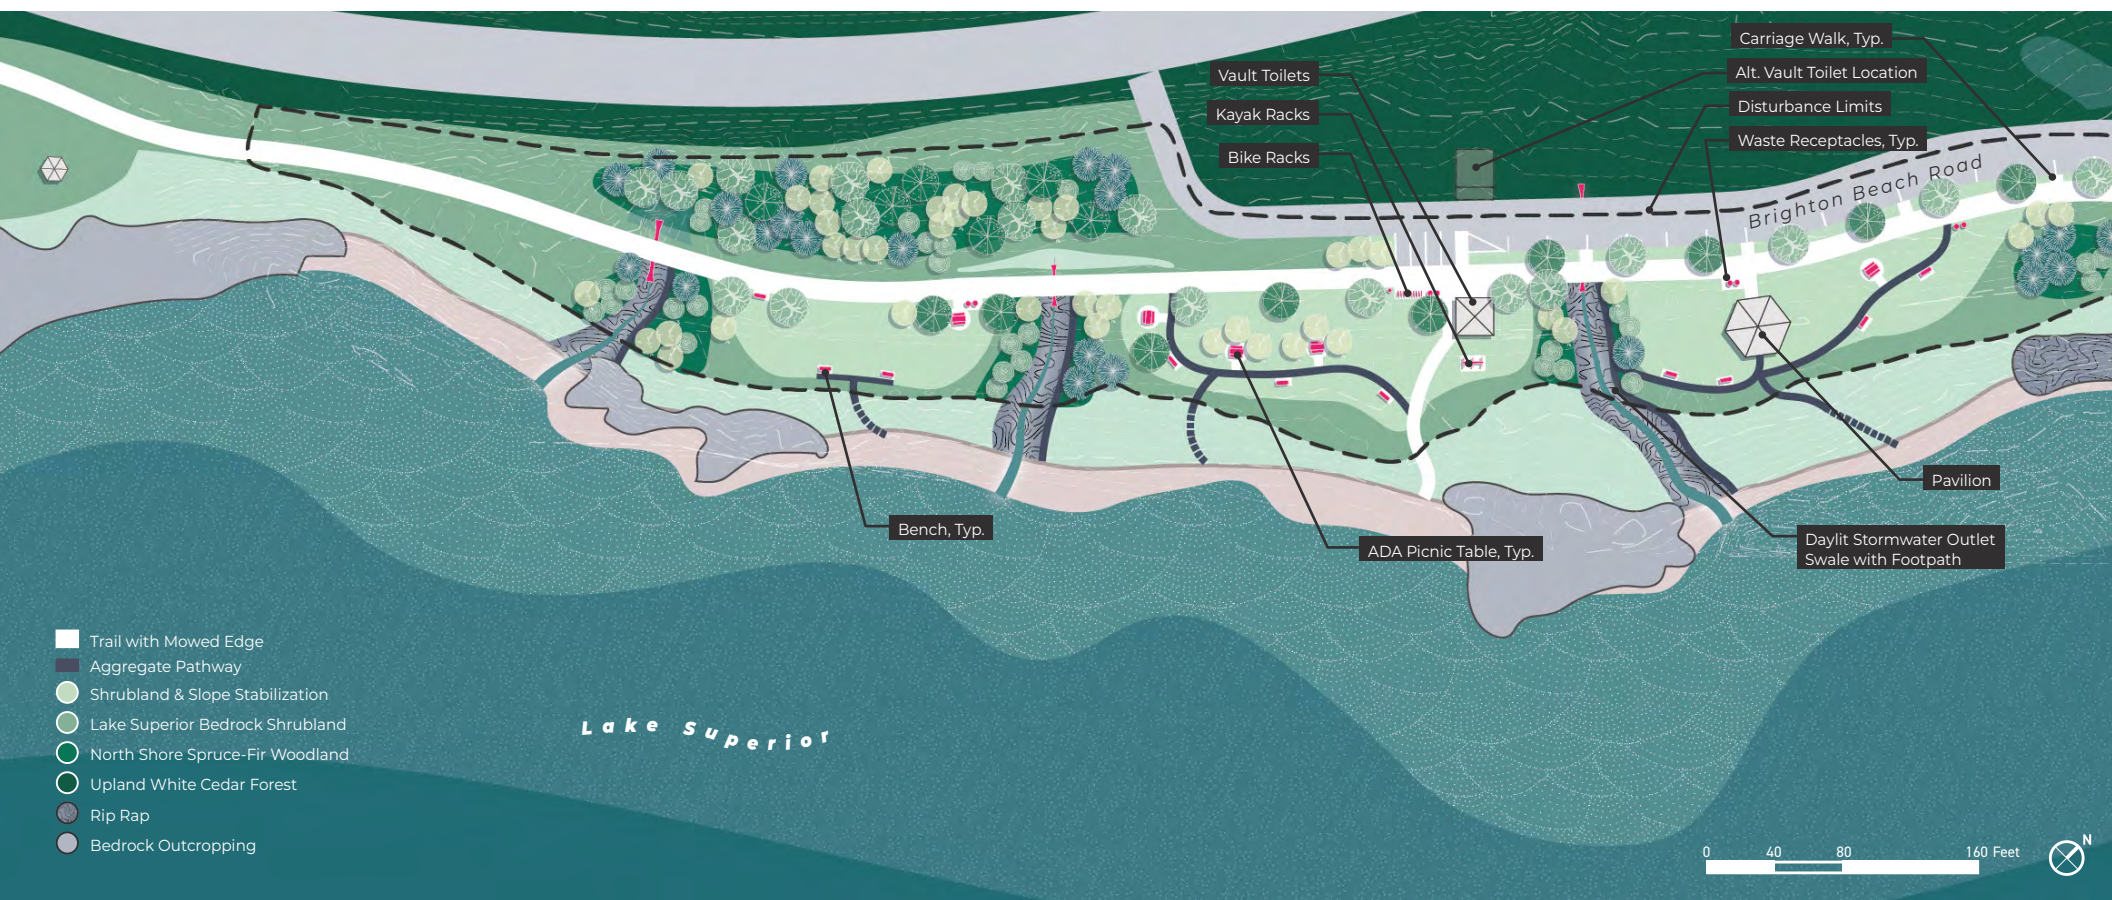 Carriage Walk, Typ.
Alt. Vault Toilet Location
Disturbance Limits
Waste Receptacles, Typ.
Vault Toilets
Kayak Racks
Bike Racks
Brighton Beach Road
Pavilion
Bench, Typ.
ADA Picnic Table, Typ.
Daylit Stormwater Outlet
Swale with Footpath
Lake Superior
Trail with Mowed Edge
Aggregate Pathway
Shrubland & Slope Stabilization
Lake Superior Bedrock Shrubland
North Shore Spruce-Fir Woodland
Upland White Cedar Forest
Rip Rap
Bedrock Outcropping
0 40 80 160 Feet
N